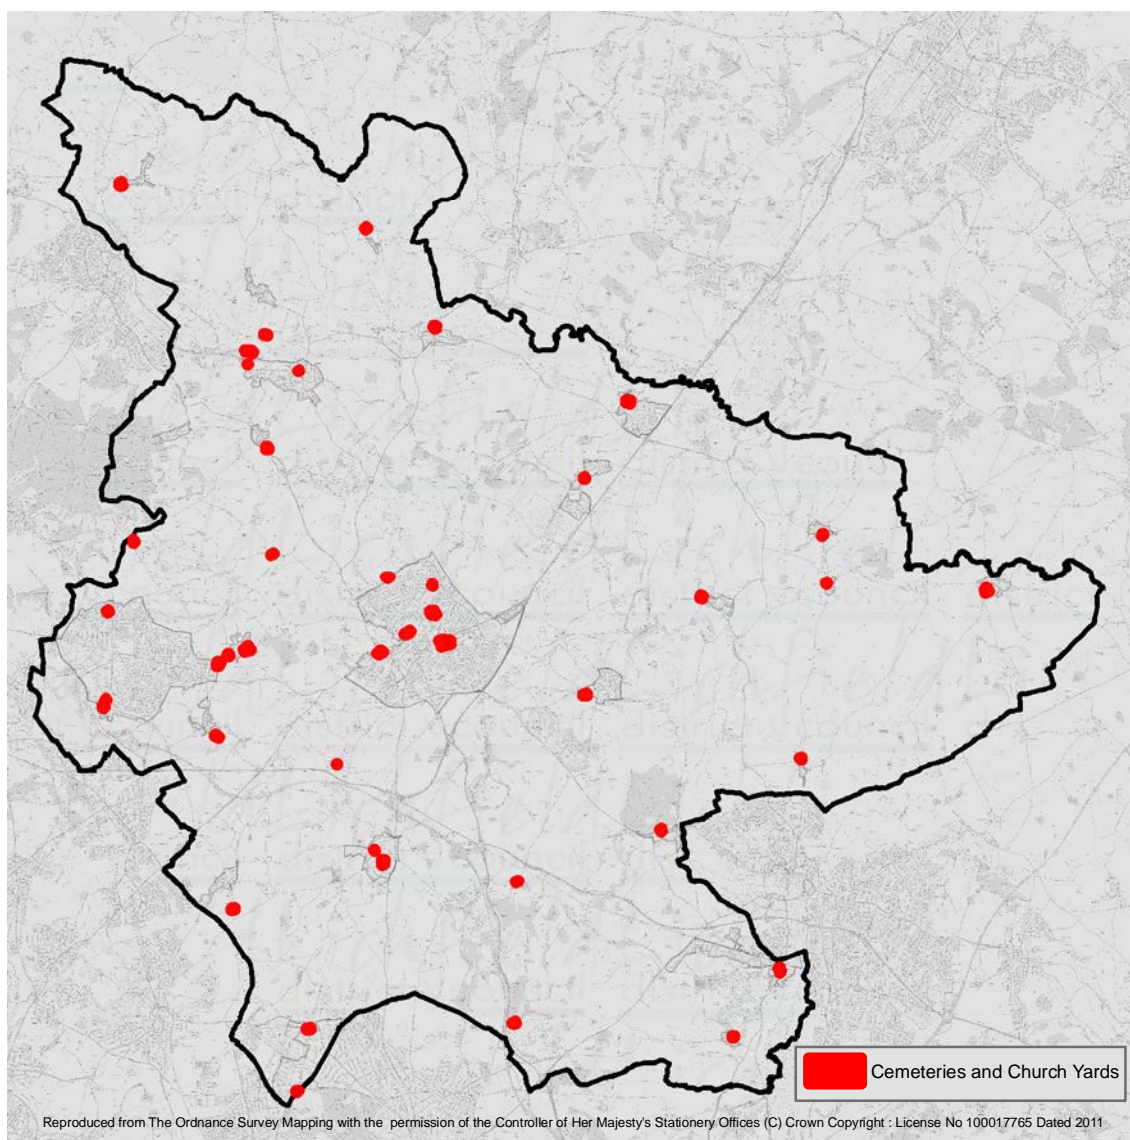 Cemeteries and Church Yards
Reproduced from The Ordnance Survey Mapping with the permission of the Controller of Her Majesty's Stationery Offices (C) Crown Copyright : License No 100017765 Dated 2011